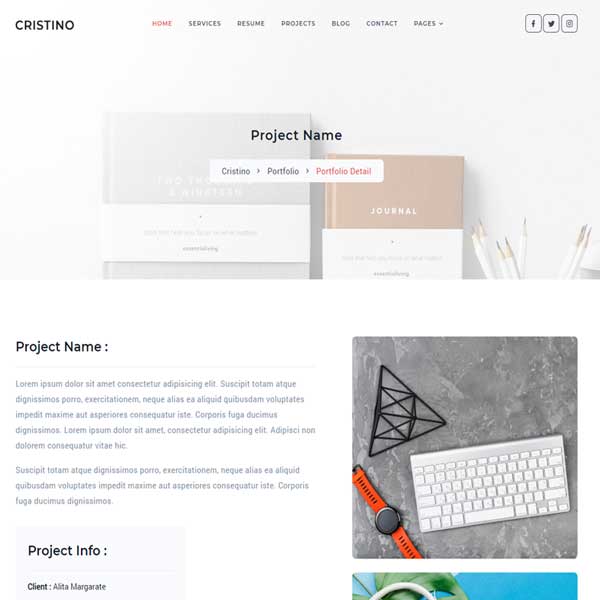 CRISTINO
HOME SERVICES RESUME PROJECTS BLOG CONTACT PAGES
Project Name
Cristino > Portfolio > Portfolio Detail
TWO THOUSAND
& NINETEEN
JOURNAL
essentialiving
Project Name :
Lorem ipsum dolor sit amet consectetur adipisicing elit. Suscipit totam atque
dignissimos porro, exercitationem, neque alias ea aliquid quibusdam voluptates
impedit maxime aut asperiores consequatur iste. Corporis fuga ducimus
dignissimos. Lorem ipsum dolor sit amet, consectetur adipisicing elit. Adipisci non
dolorem consequatur vitae hic.
Suscipit totam atque dignissimos porro, exercitationem, neque alias ea aliquid
quibusdam voluptates impedit maxime aut asperiores consequatur iste. Corporis
fuga ducimus dignissimos.
Project Info :
Client : Alita Margarate